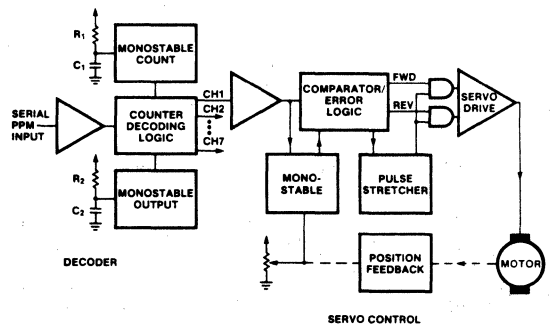 R1
C1
MONOSTABLE
COUNT
SERIAL
PPM
INPUT
COUNTER
DECODING
LOGIC
CH1
CH2
CH7
R2
C2
MONOSTABLE
OUTPUT
DECODER
COMPARATOR/
ERROR
LOGIC
FWD
REV
SERVO
DRIVE
MONO-
STABLE
PULSE
STRETCHER
POSITION
FEEDBACK
MOTOR
SERVO CONTROL